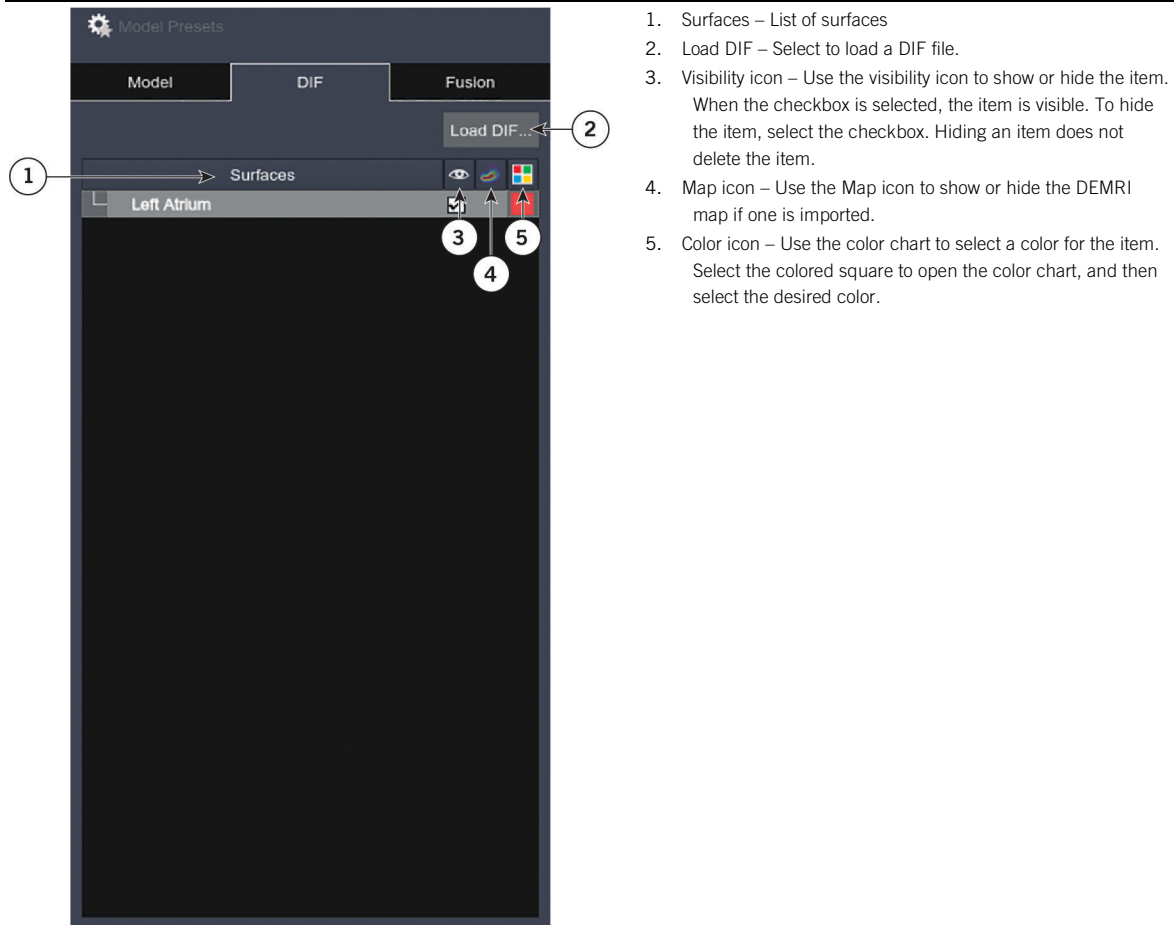 Model Presets
Model DIF Fusion
Load DIF...
2
1
Surfaces
Left Atrium
3
5
4
1. Surfaces – List of surfaces
2. Load DIF – Select to load a DIF file.
3. Visibility icon – Use the visibility icon to show or hide the item.
When the checkbox is selected, the item is visible. To hide
the item, select the checkbox. Hiding an item does not
delete the item.
4. Map icon – Use the Map icon to show or hide the DEMRI
map if one is imported.
5. Color icon – Use the color chart to select a color for the item.
Select the colored square to open the color chart, and then
select the desired color.